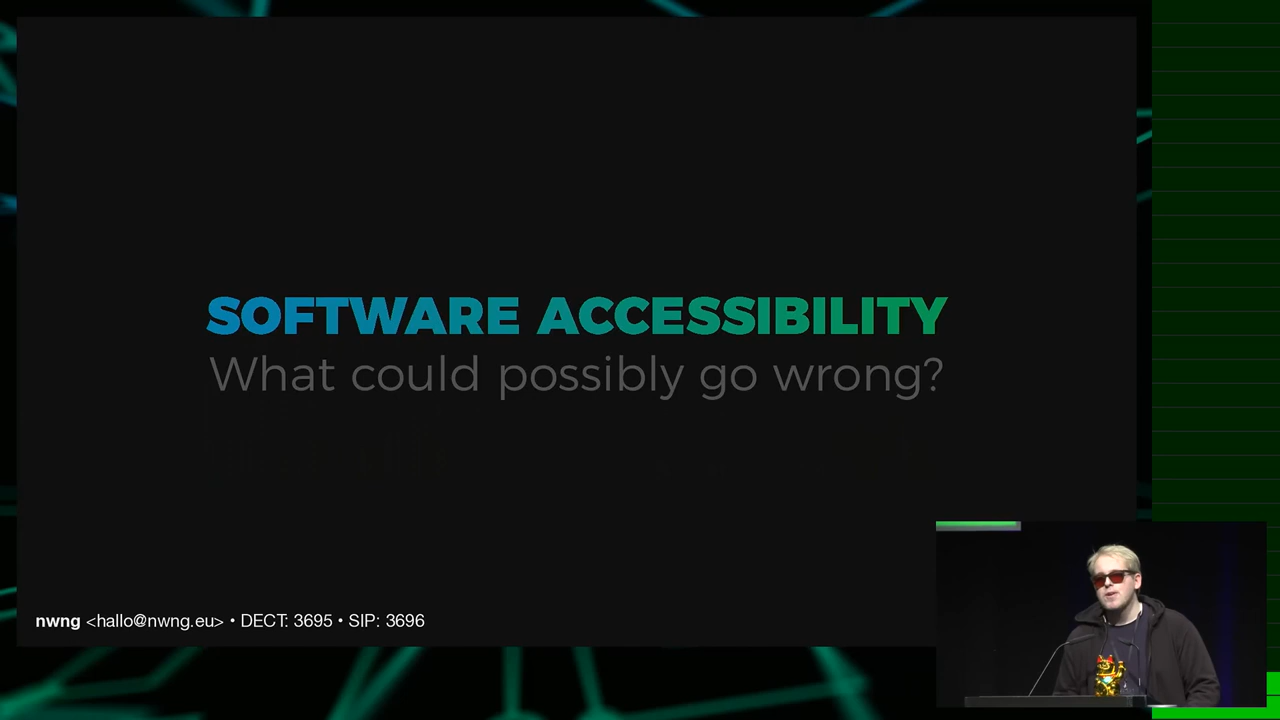 SOFTWARE ACCESSIBILITY
What could possibly go wrong?
nwng <hallo@nwng.eu> • DECT: 3695 • SIP: 3696